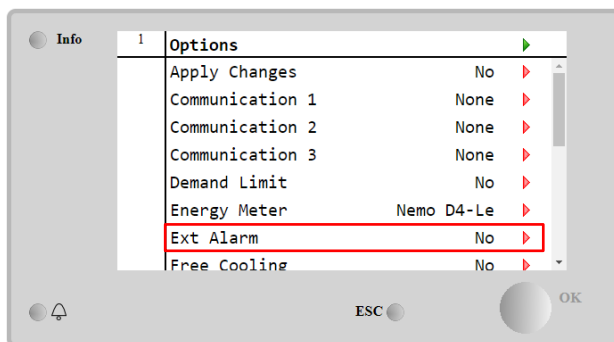 Info
1 Options
Apply Changes No
Communication 1 None
Communication 2 None
Communication 3 None
Demand Limit No
Energy Meter Nemo D4-Le
Ext Alarm No
Free Cooling No
ESC
OK